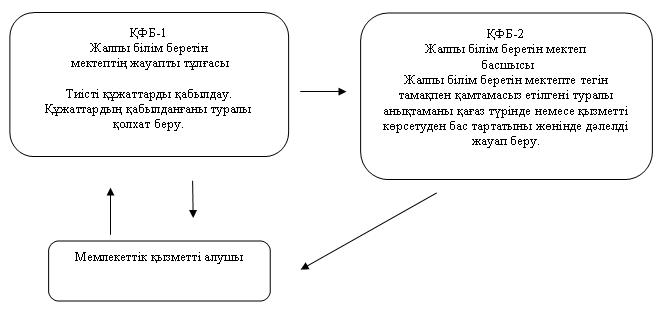 ҚФБ-1
Жалпы білім беретін
мектептің жауапты тұлғасы
Тиісті құжаттарды қабылдау.
Құжаттардың қабылданғаны туралы
қолхат беру.
ҚФБ-2
Жалпы білім беретін мектеп
басшысы
Жалпы білім беретін мектепте тегін
тамақпен қамтамасыз етілгені туралы
анықтаманы қағаз түрінде немесе қызметті
көрсетуден бас тартатыны жөнінде дәлелді
жауап беру.
Мемлекеттік қызметті алушы